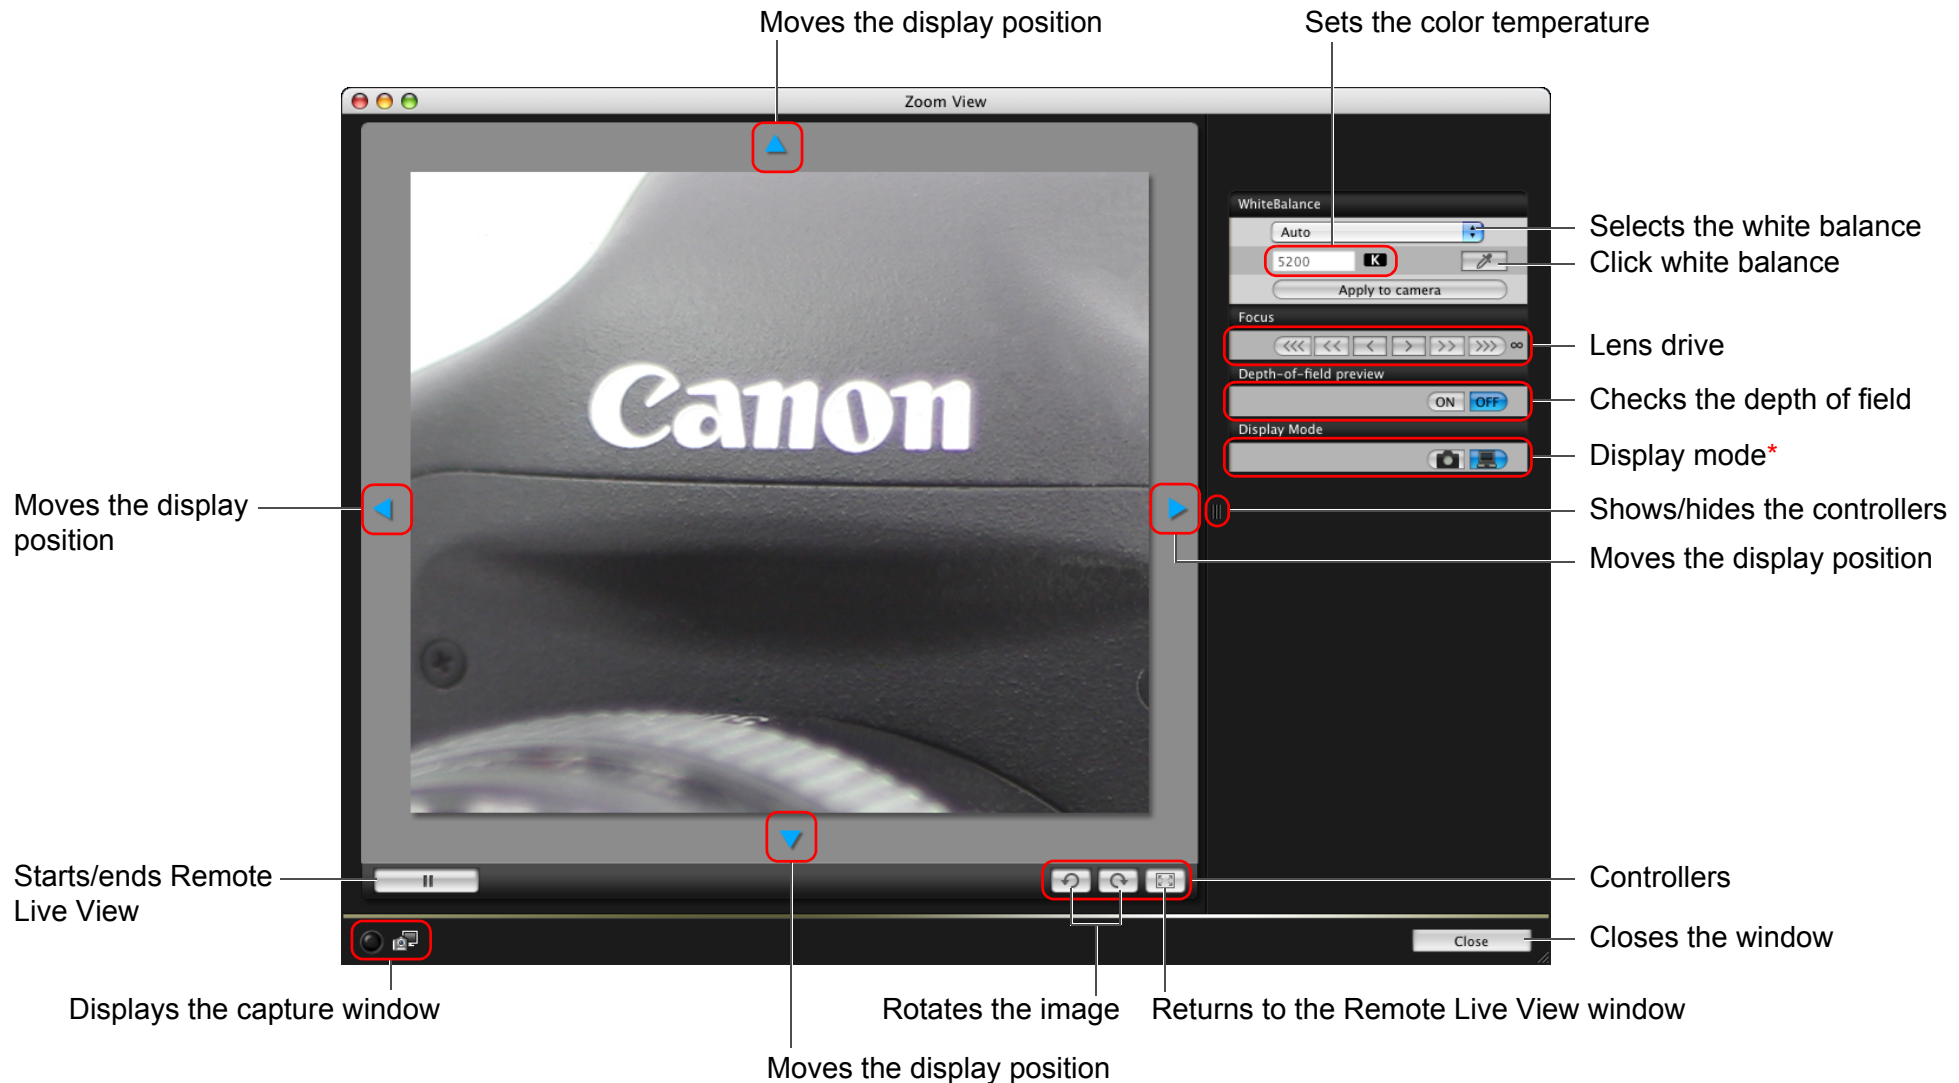 Moves the display position
Sets the color temperature
Zoom View
WhiteBalance
Auto
Selects the white balance
5200 K
Click white balance
Apply to camera
Focus
<<< << < > >> >>> ∞
Lens drive
Depth-of-field preview
ON OFF
Checks the depth of field
Display Mode
Display mode*
Canon
Moves the display
position
Shows/hides the controllers
Moves the display position
Starts/ends Remote
Live View
Controllers
Close
Closes the window
Displays the capture window
Rotates the image
Returns to the Remote Live View window
Moves the display position